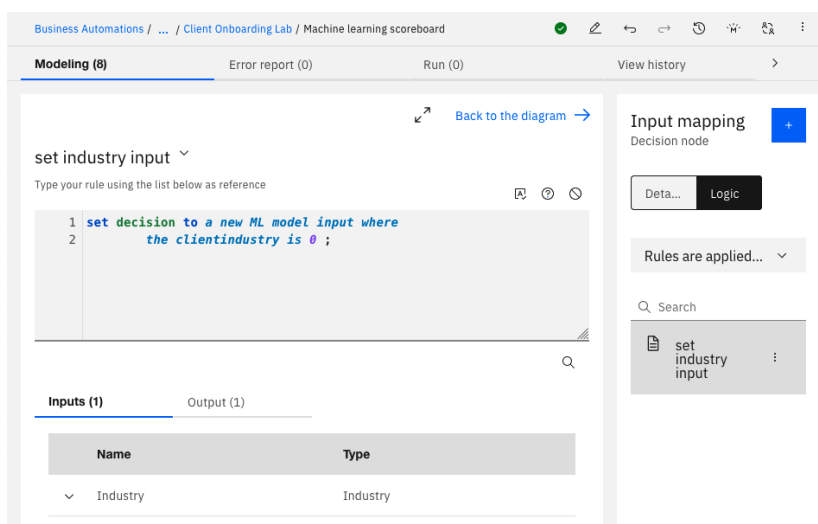 Business Automations / ... / Client Onboarding Lab / Machine learning scoreboard
Modeling (8) Error report (0) Run (0) View history
Back to the diagram
set industry input
Type your rule using the list below as reference
1 set decision to a new ML model input where
2 the clientindustry is 0 ;
Inputs (1) Output (1)
Name Type
Industry Industry
Input mapping
+
Decision node
Deta... Logic
Rules are applied...
Search
set
industry
input